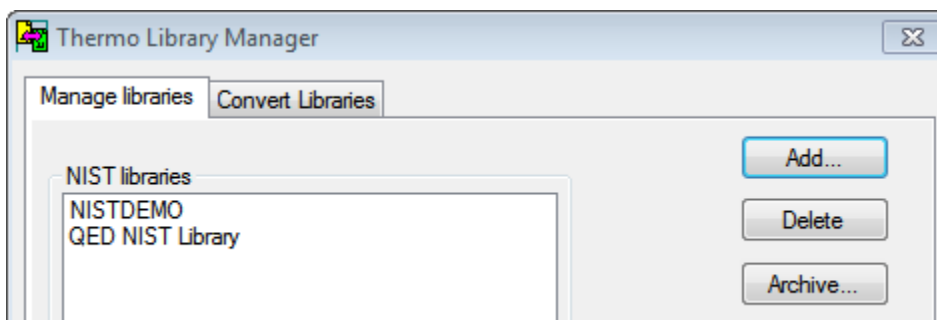 Thermo Library Manager
Manage libraries Convert Libraries
Add...
NIST libraries
NISTDEMO
QED NIST Library
Delete
Archive...